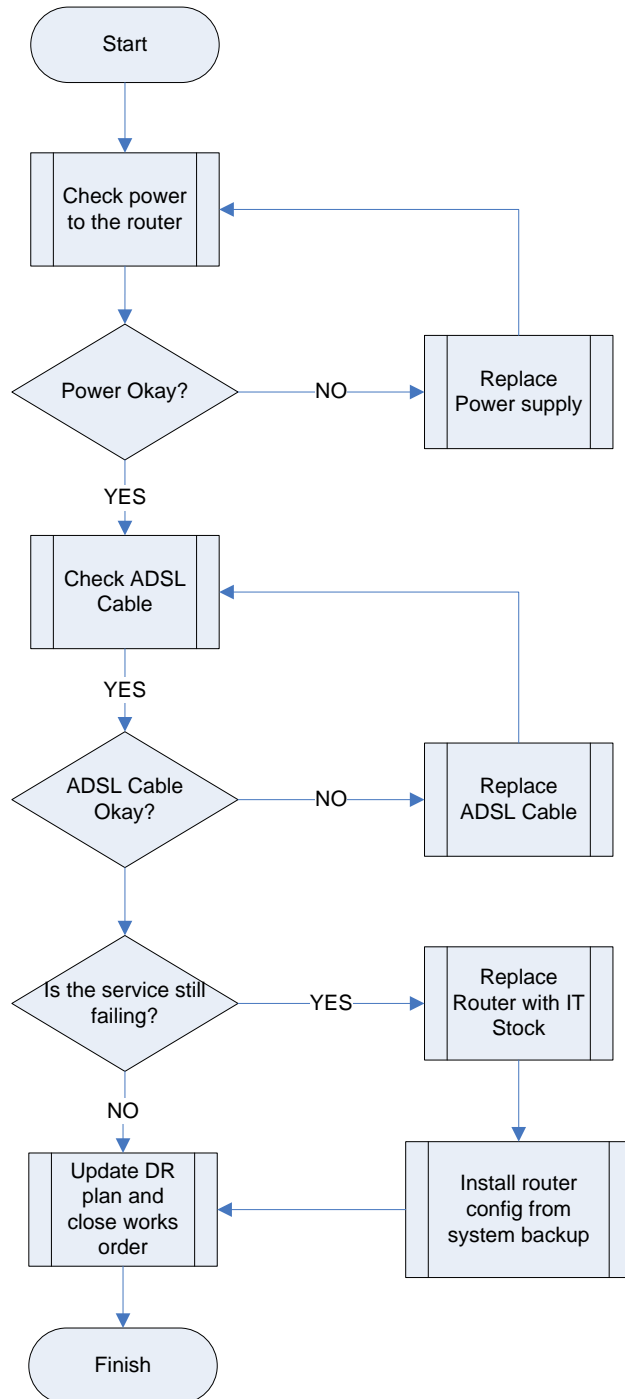 Start
Check power
to the router
Power Okay?
NO
Replace
Power supply
YES
Check ADSL
Cable
YES
ADSL Cable
Okay?
NO
Replace
ADSL Cable
Is the service still
failing?
YES
Replace
Router with IT
Stock
NO
Update DR
plan and
close works
order
Install router
config from
system backup
Finish